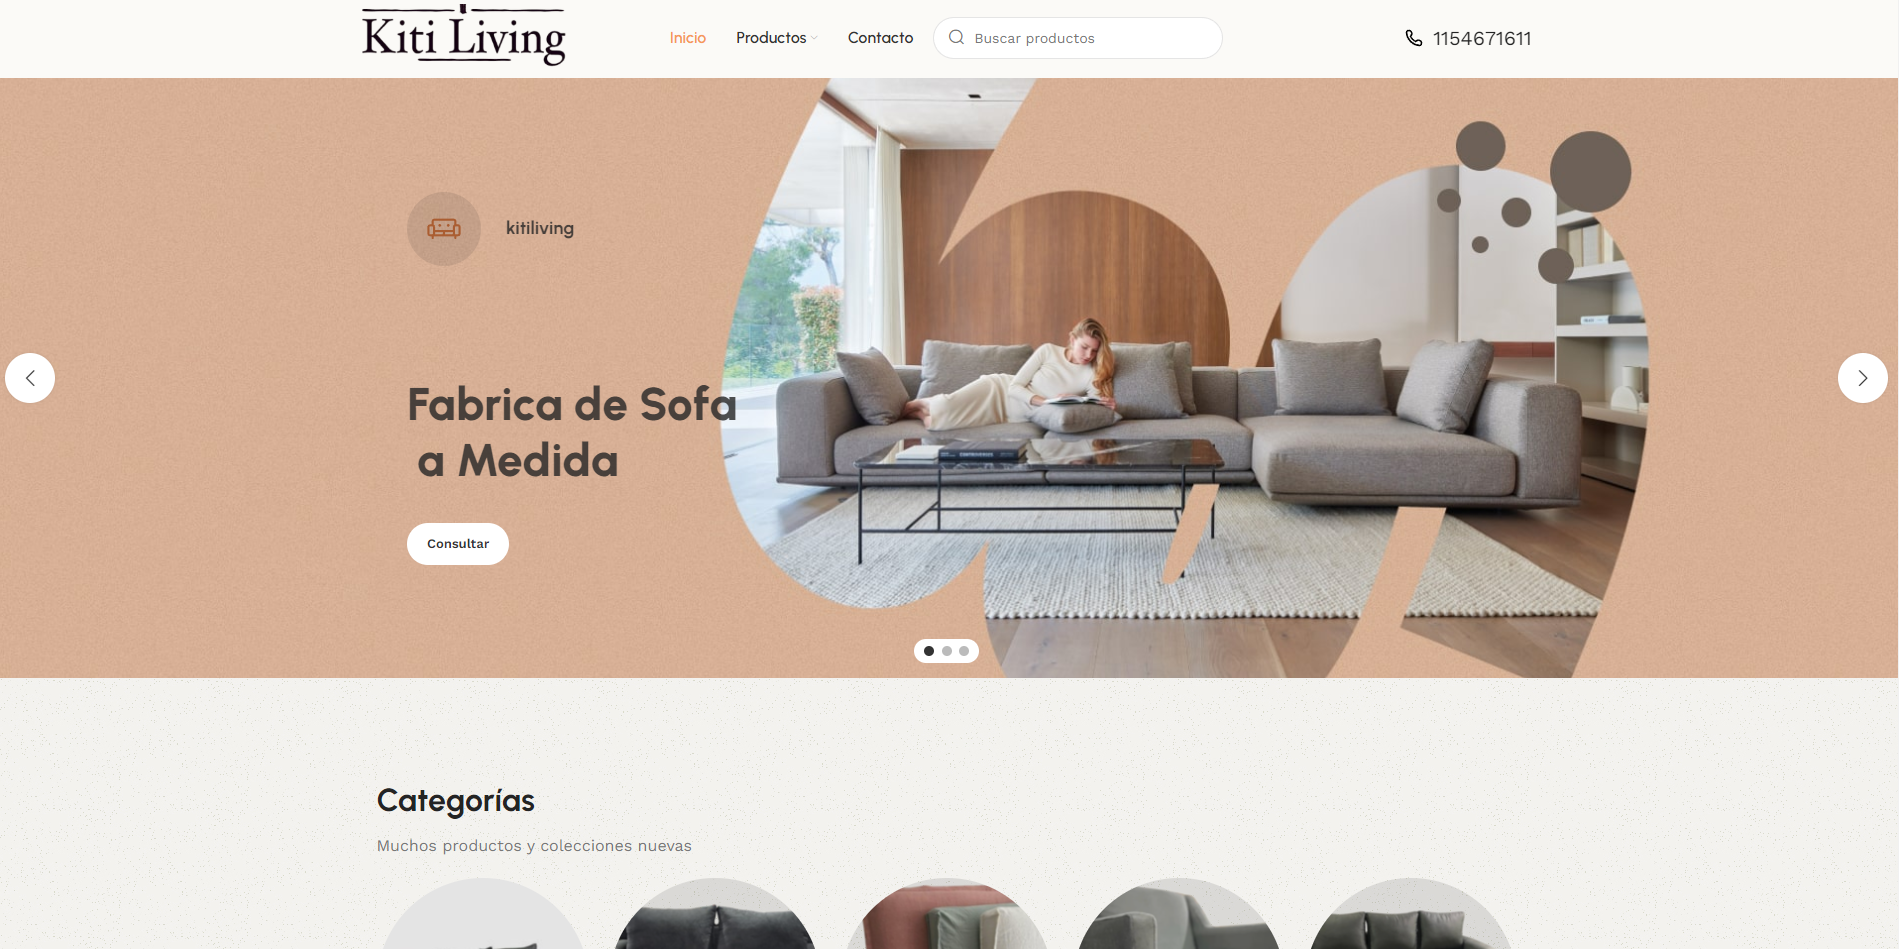 Kiti Living
Inicio
Productos
Contacto
Buscar productos
1154671611
kitiliving
Fabrica de Sofa
a Medida
Consultar
Categorías
Muchos productos y colecciones nuevas